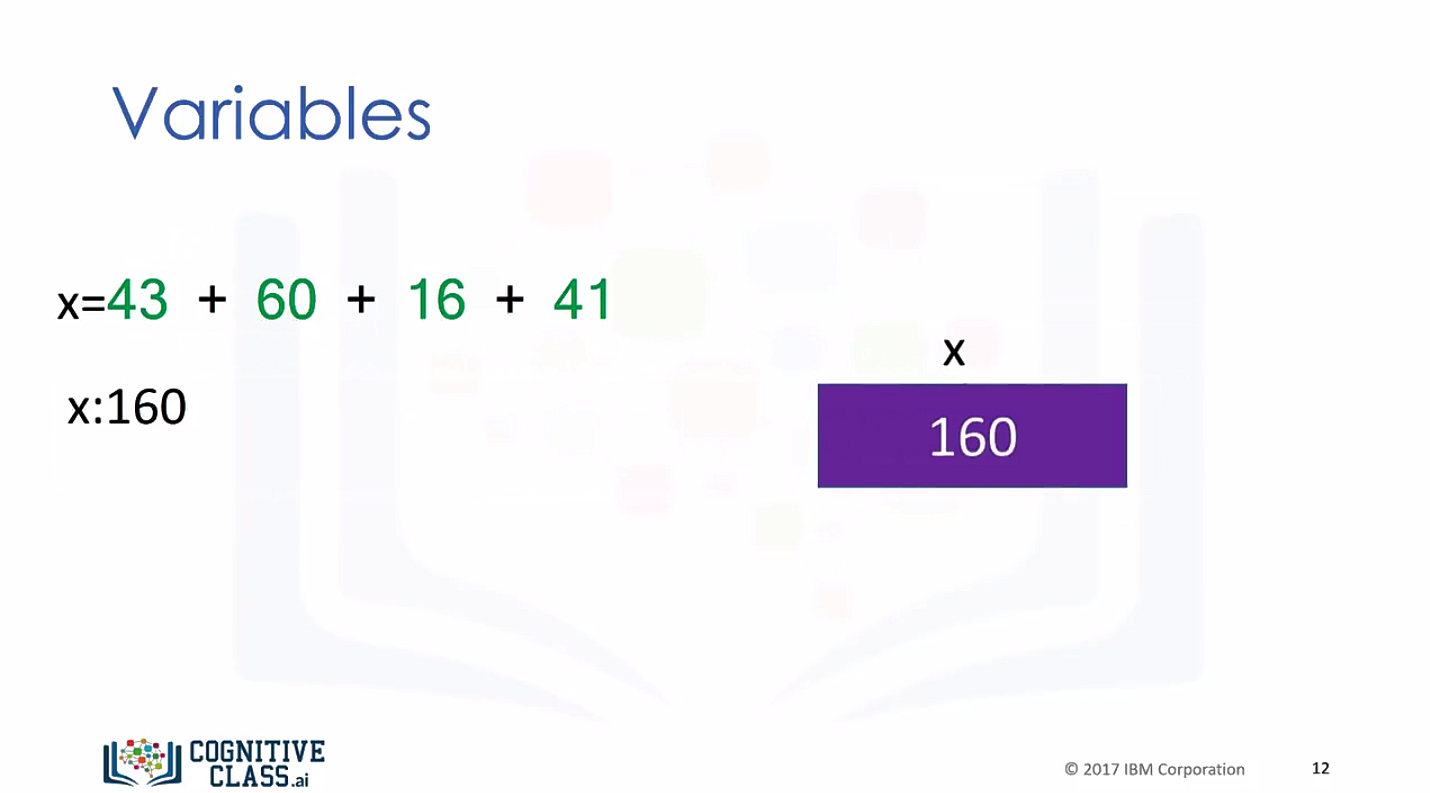 Variables
x=43 + 60 + 16 + 41
x:160
x
160
COGNITIVE
CLASS.ai
© 2017 IBM Corporation
12